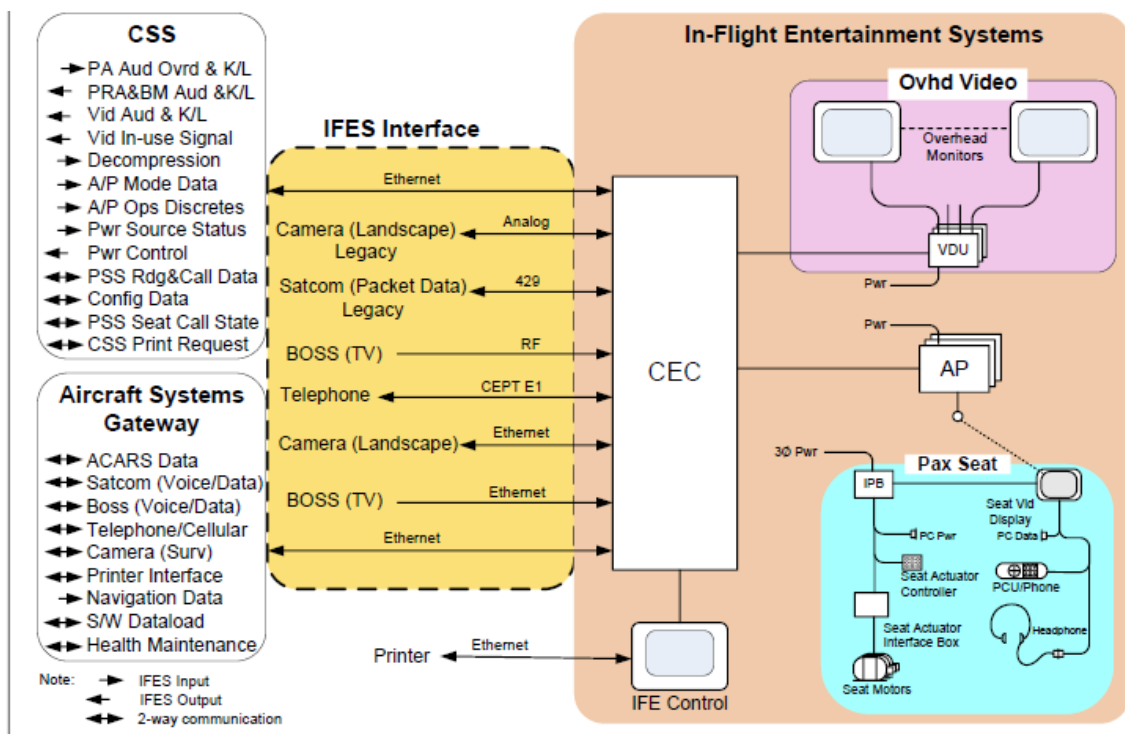 CSS
PA Aud Ovrd & K/L
PRA&BM Aud &K/L
Vid Aud & K/L
Vid In-use Signal
Decompression
A/P Mode Data
A/P Ops Discretes
Pwr Source Status
Pwr Control
PSS Rdg&Call Data
Config Data
PSS Seat Call State
CSS Print Request
Aircraft Systems
Gateway
ACARS Data
Satcom (Voice/Data)
Boss (Voice/Data)
Telephone/Cellular
Camera (Surv)
Printer Interface
Navigation Data
S/W Dataload
Health Maintenance
Note:
IFES Input
IFES Output
2-way communication
IFES Interface
Ethernet
Camera (Landscape)
Legacy
Analog
Satcom (Packet Data)
Legacy
429
BOSS (TV)
RF
Telephone
CEPT E1
Camera (Landscape)
Ethernet
BOSS (TV)
Ethernet
Ethernet
Printer
Ethernet
In-Flight Entertainment Systems
CEC
IFE Control
Ovhd Video
Overhead
Monitors
VDU
Pwr
Pwr
AP
3Ø Pwr
Pax Seat
IPB
Seat Vid
Display
PC Pwr
PC Data
Seat Actuator
Controller
PCU/Phone
Seat Actuator
Interface Box
Headphone
Seat Motors